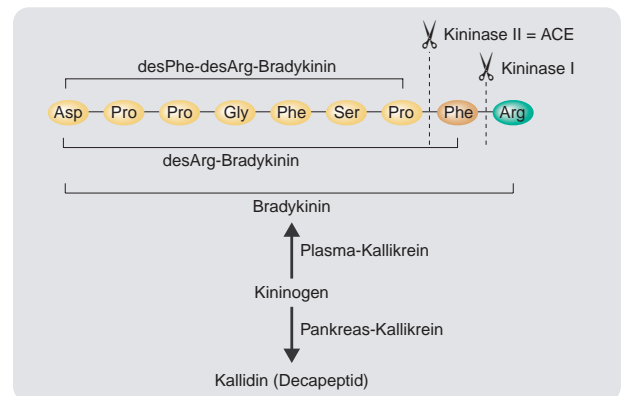 Kininase II = ACE
Kininase I
desPhe-desArg-Bradykinin
Asp Pro Pro Gly Phe Ser Pro Phe Arg
desArg-Bradykinin
Bradykinin
Plasma-Kallikrein
Kininogen
Pankreas-Kallikrein
Kallidin (Decapeptid)